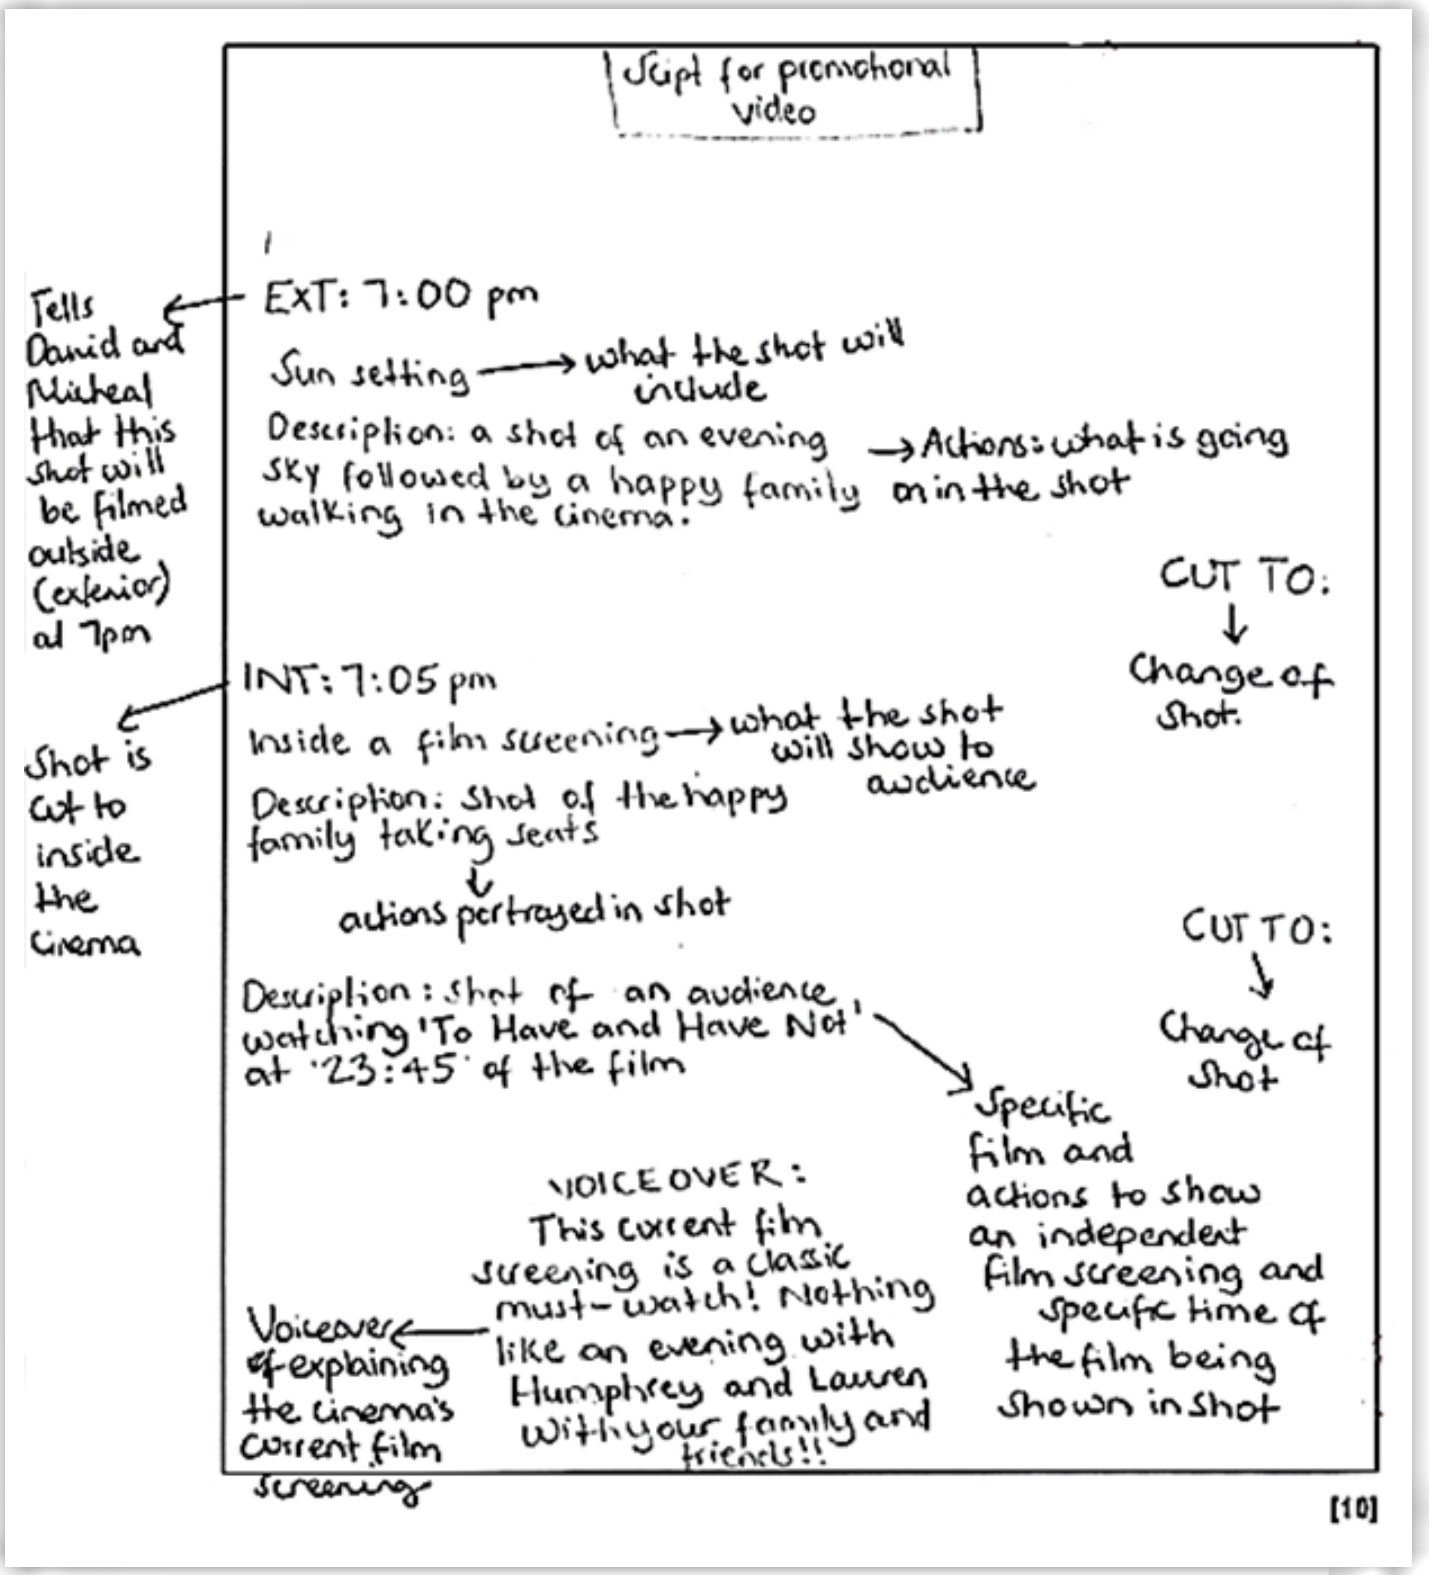 Script for promotional
video
EXT: 7:00 pm
Tells
David and
Micheal
that this
shot will
be filmed
outside
(exterior)
at 7pm
Sun setting → what the shot will
include
Description: a shot of an evening
sky followed by a happy family
walking in the cinema.
→ Actions: what is going
on in the shot
CUT TO:
↓
Change of
shot.
INT: 7:05 pm
Shot is
cut to
inside
the
cinema
Inside a film screening → what the shot
will show to
audience
Description: Shot of the happy
family taking seats
↓
actions portrayed in shot
CUT TO:
↓
Change of
shot
Description: shot of an audience
watching 'To Have and Have Not'
at '23:45' of the film
Specific
film and
actions to show
an independent
film screening and
specific time of
the film being
shown in shot
VOICEOVER:
This current film
screening is a classic
must-watch! Nothing
like an evening with
Humphrey and Lauren
with your family and
friends!!
Voiceover
explaining
the cinema's
current film
screening
[10]